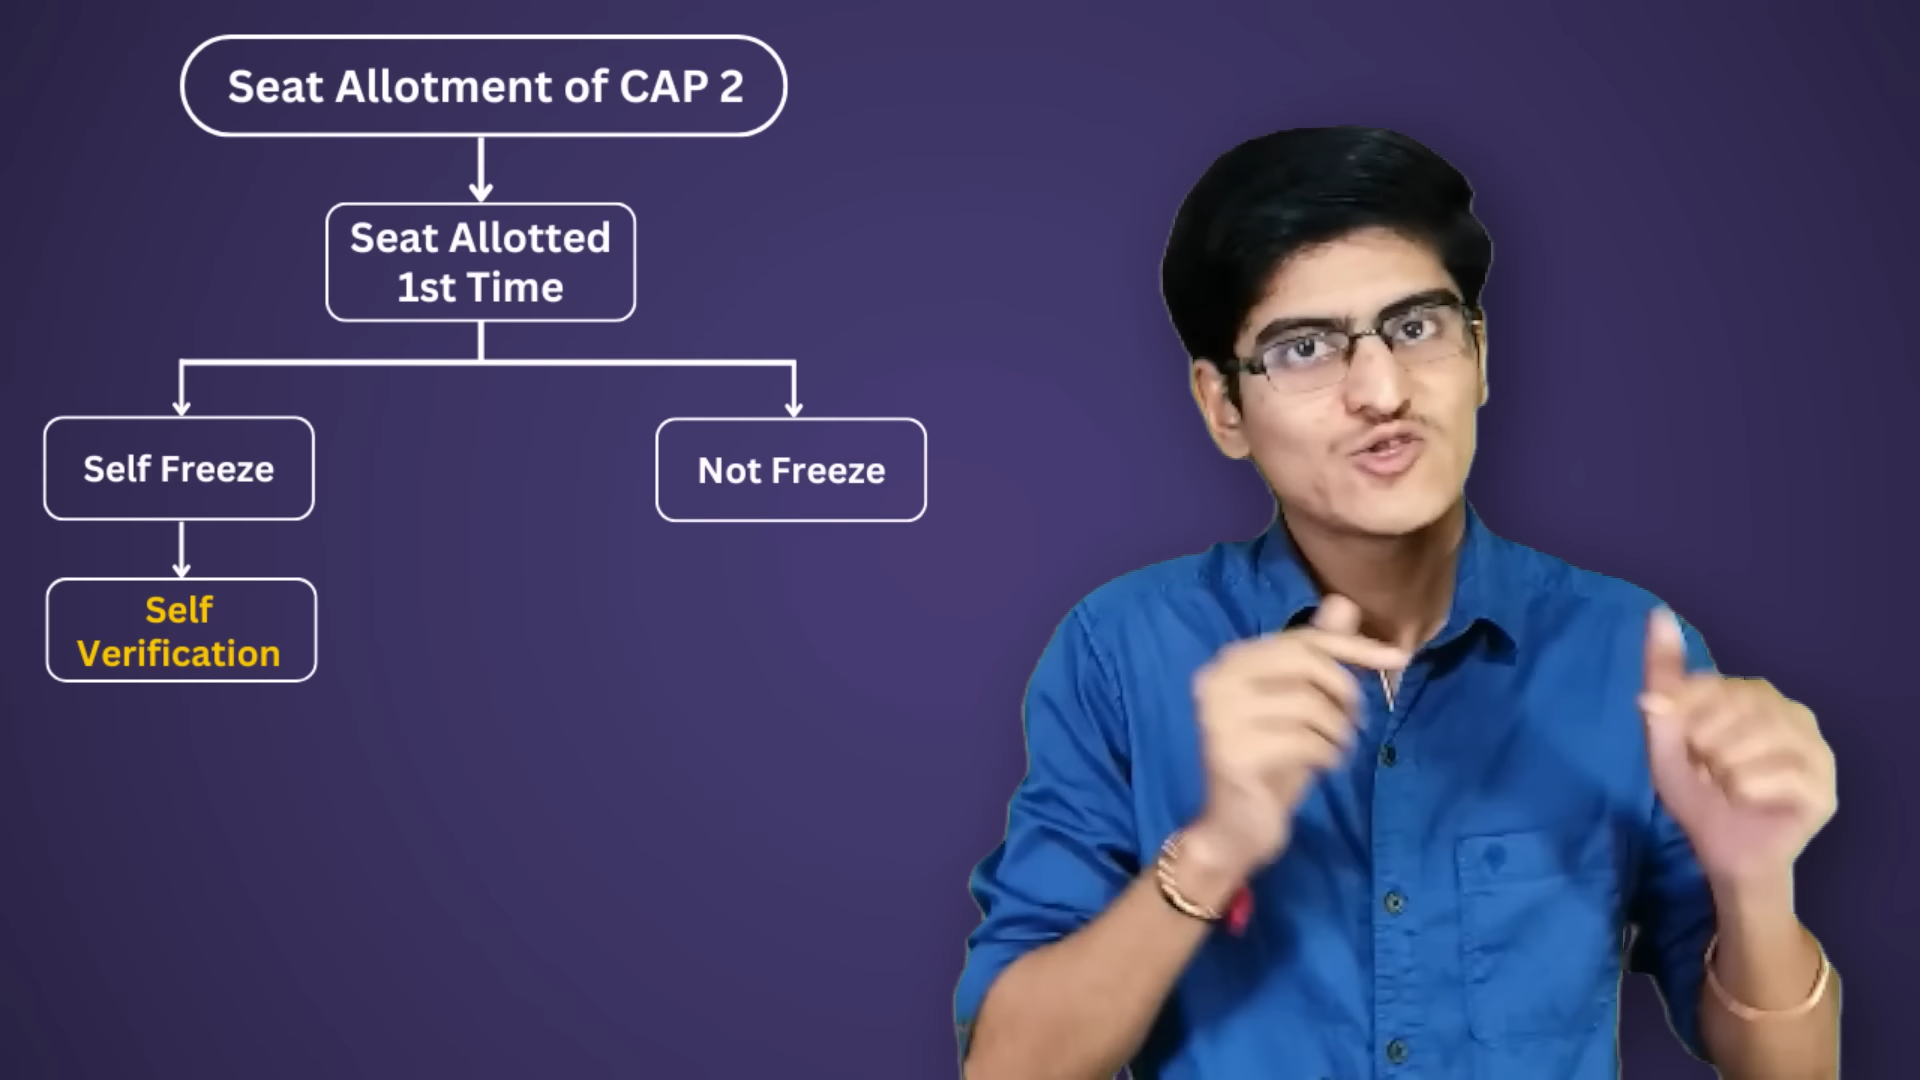 Seat Allotment of CAP 2
Seat Allotted
1st Time
Self Freeze
Not Freeze
Self
Verification